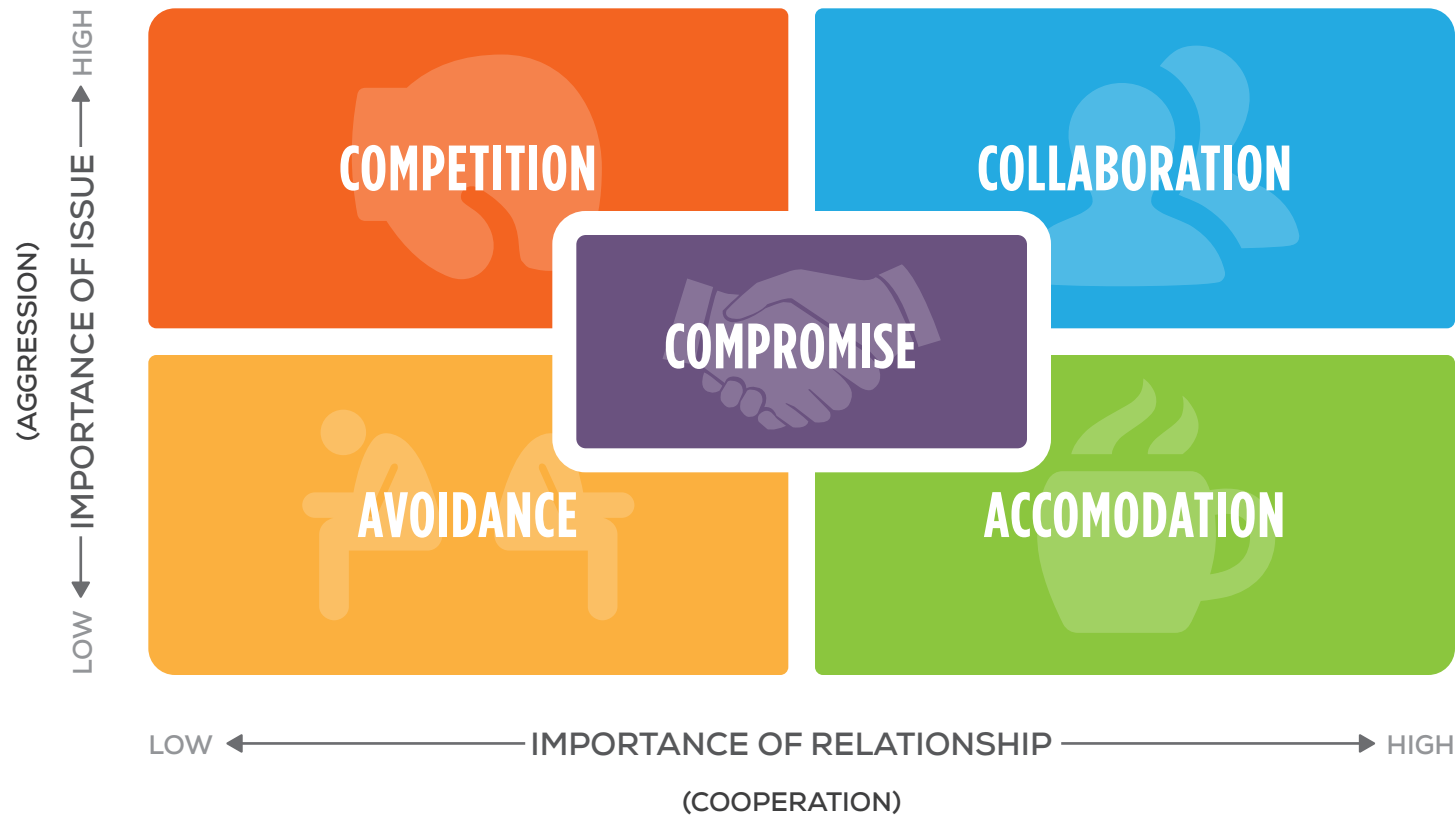 HIGH
(AGGRESSION)
IMPORTANCE OF ISSUE
LOW
COMPETITION
COLLABORATION
COMPROMISE
AVOIDANCE
ACCOMODATION
LOW
IMPORTANCE OF RELATIONSHIP
HIGH
(COOPERATION)